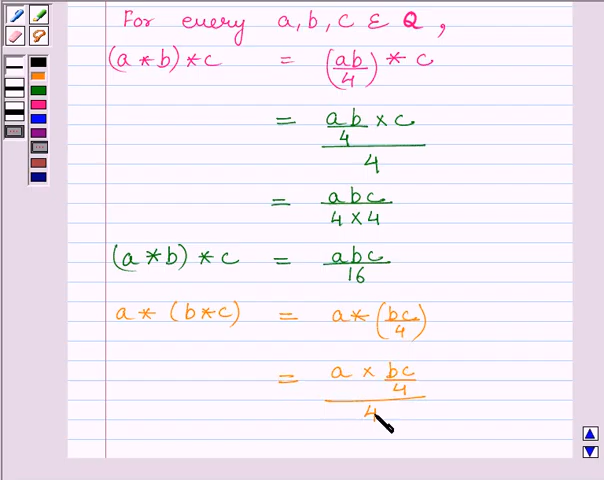 For every a, b, c ∈ Q,
(a * b) * c = (ab/4) * c
= (ab/4 × c)/4
= abc/(4 × 4)
(a * b) * c = abc/16
a * (b * c) = a * (bc/4)
= (a × bc/4)/4